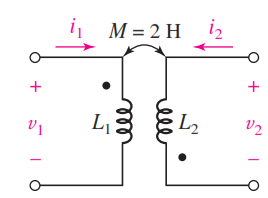 i₁ M = 2 H i₂
+ +
v₁ L₁ L₂ v₂
– –